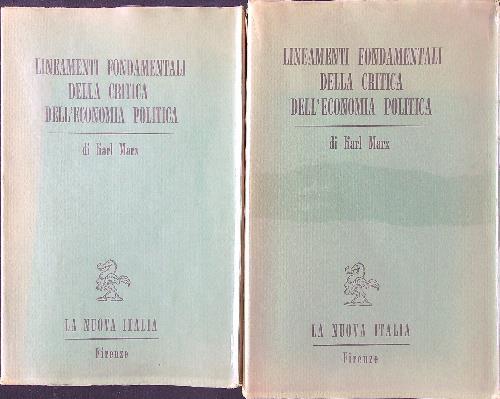 LINEAMENTI FONDAMENTALI
DELLA CRITICA
DELL'ECONOMIA POLITICA
di Karl Marx
LA NUOVA ITALIA
Firenze
LINEAMENTI FONDAMENTALI
DELLA CRITICA
DELL'ECONOMIA POLITICA
di Karl Marx
LA NUOVA ITALIA
Firenze